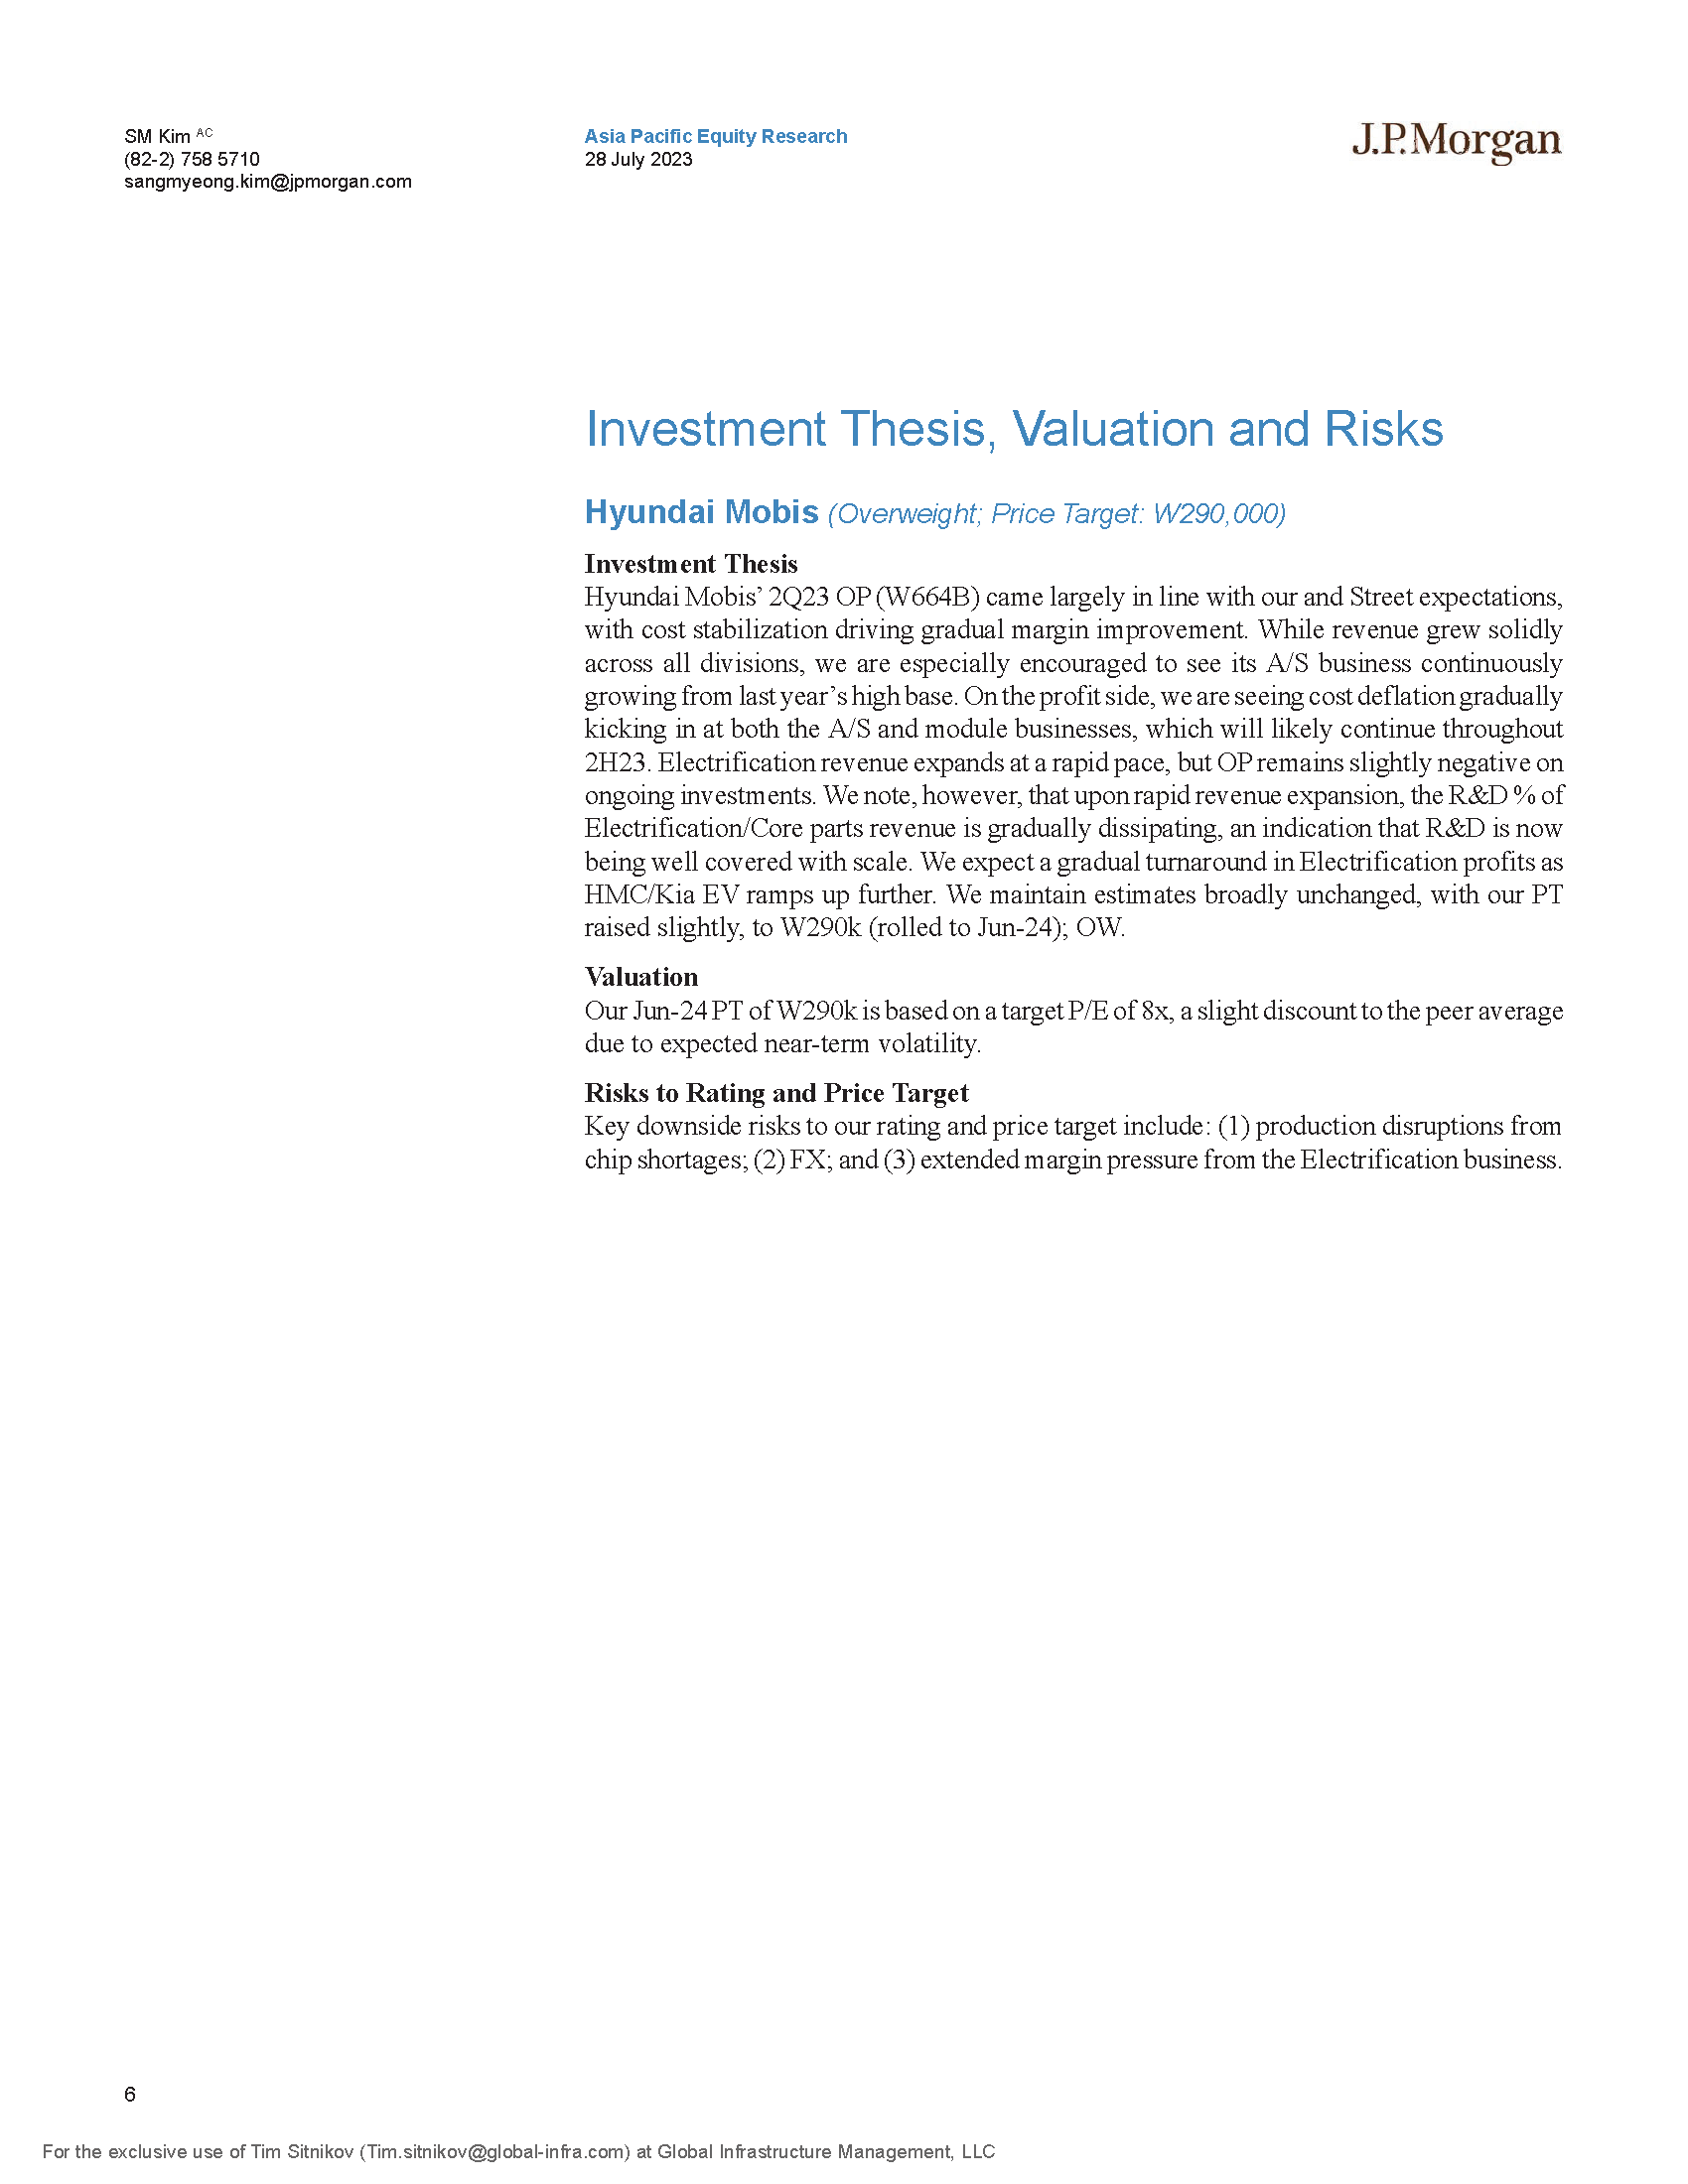 SM Kim AC
(82-2) 758 5710
sangmyeong.kim@jpmorgan.com
Asia Pacific Equity Research
28 July 2023
J.P.Morgan
Investment Thesis, Valuation and Risks
Hyundai Mobis (Overweight; Price Target: W290,000)
Investment Thesis
Hyundai Mobis’ 2Q23 OP (W664B) came largely in line with our and Street expectations,
with cost stabilization driving gradual margin improvement. While revenue grew solidly
across all divisions, we are especially encouraged to see its A/S business continuously
growing from last year’s high base. On the profit side, we are seeing cost deflation gradually
kicking in at both the A/S and module businesses, which will likely continue throughout
2H23. Electrification revenue expands at a rapid pace, but OP remains slightly negative on
ongoing investments. We note, however, that upon rapid revenue expansion, the R&D % of
Electrification/Core parts revenue is gradually dissipating, an indication that R&D is now
being well covered with scale. We expect a gradual turnaround in Electrification profits as
HMC/Kia EV ramps up further. We maintain estimates broadly unchanged, with our PT
raised slightly, to W290k (rolled to Jun-24); OW.
Valuation
Our Jun-24 PT of W290k is based on a target P/E of 8x, a slight discount to the peer average
due to expected near-term volatility.
Risks to Rating and Price Target
Key downside risks to our rating and price target include: (1) production disruptions from
chip shortages; (2) FX; and (3) extended margin pressure from the Electrification business.
6
For the exclusive use of Tim Sitnikov (Tim.sitnikov@global-infra.com) at Global Infrastructure Management, LLC